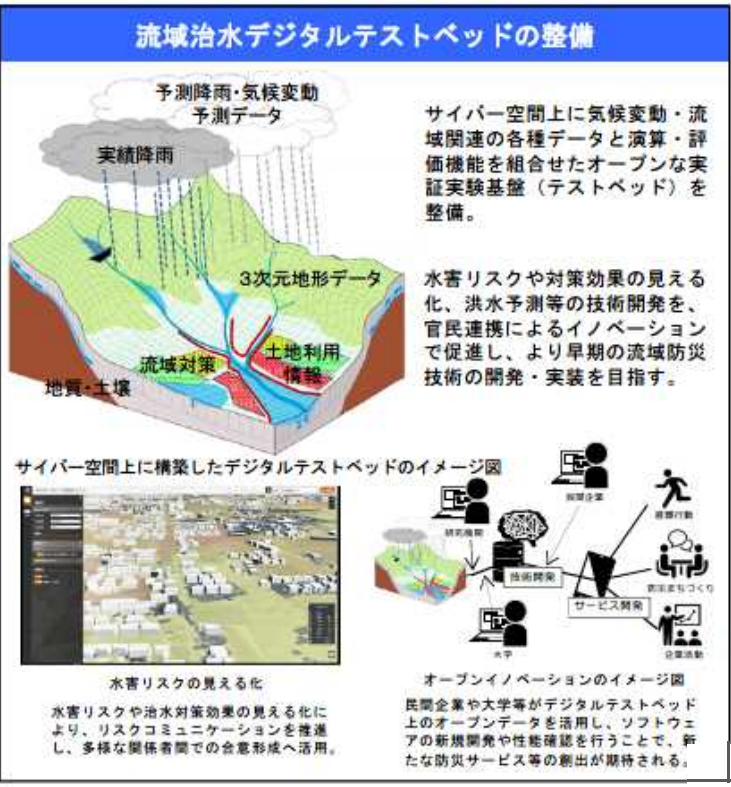 流域治水デジタルテストベッドの整備
予測降雨・気候変動
予測データ
実績降雨
3次元地形データ
流域対策
土地利用
情報
地質・土壌
サイバー空間上に構築したデジタルテストベッドのイメージ図
サイバー空間上に気候変動・流
域関連の各種データと演算・評
価機能を組合せたオープンな実
証実験基盤（テストベッド）を
整備。
水害リスクや対策効果の見える
化、洪水予測等の技術開発を、
官民連携によるイノベーション
で促進し、より早期の流域防災
技術の開発・実装を目指す。
水害リスクの見える化
水害リスクや治水対策効果の見える化に
より、リスクコミュニケーションを推進
し、多様な関係者間での合意形成へ活用。
民間企業
研究機関
避難行動
技術開発
防災まちづくり
サービス開発
大学
企業活動
オープンイノベーションのイメージ図
民間企業や大学等がデジタルテストベッド
上のオープンデータを活用し、ソフトウェ
アの新規開発や性能確認を行うことで、新
たな防災サービス等の創出が期待される。